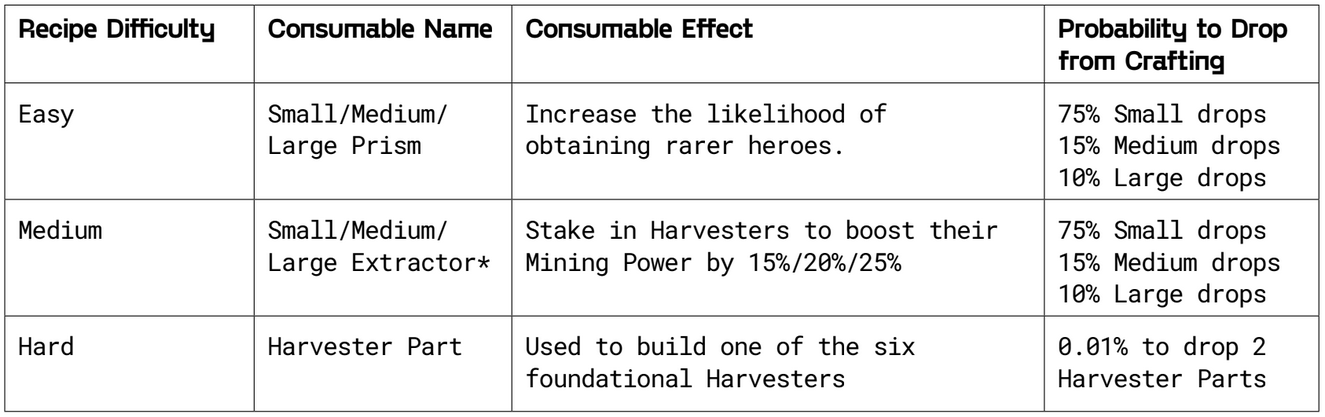 Recipe Difficulty
Consumable Name
Consumable Effect
Probability to Drop
from Crafting
Easy
Small/Medium/
Large Prism
Increase the likelihood of
obtaining rarer heroes.
75% Small drops
15% Medium drops
10% Large drops
Medium
Small/Medium/
Large Extractor*
Stake in Harvesters to boost their
Mining Power by 15%/20%/25%
75% Small drops
15% Medium drops
10% Large drops
Hard
Harvester Part
Used to build one of the six
foundational Harvesters
0.01% to drop 2
Harvester Parts